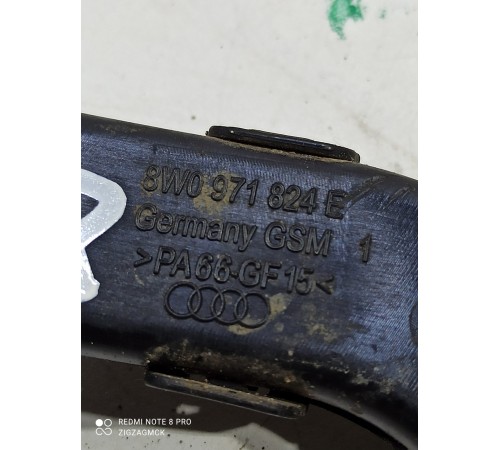 8W0 971 824 E
Germany GSM 1
>PA66-GF15<
REDMI NOTE 8 PRO
ZIGZAGMCK